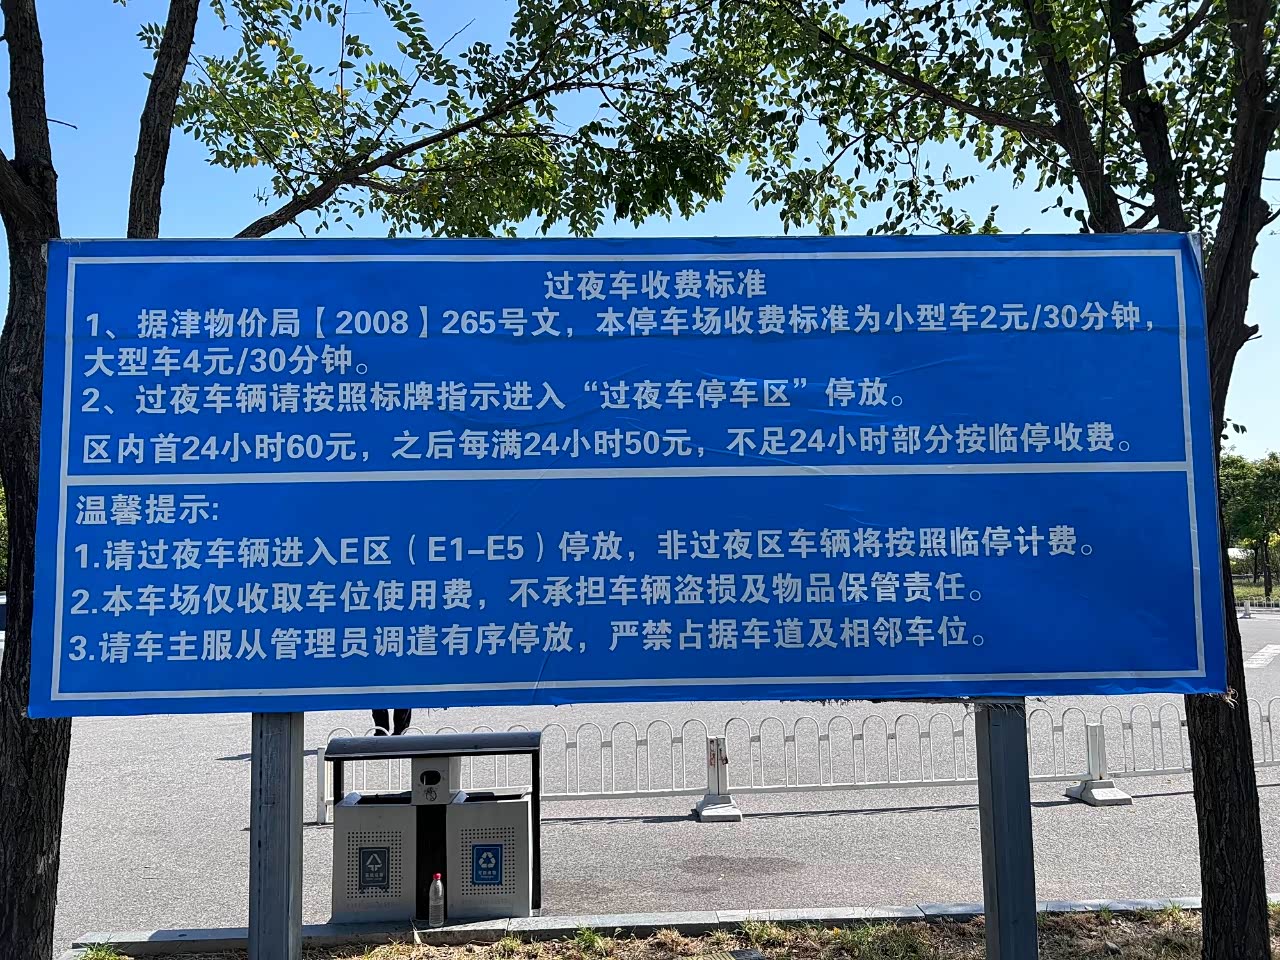 过夜车收费标准
1、据津物价局【2008】265号文，本停车场收费标准为小型车2元/30分钟，
大型车4元/30分钟。
2、过夜车辆请按照标牌指示进入“过夜车停车区”停放。
区内首24小时60元，之后每满24小时50元，不足24小时部分按临停收费。
温馨提示:
1.请过夜车辆进入E区（E1-E5）停放，非过夜区车辆将按照临停计费。
2.本车场仅收取车位使用费，不承担车辆盗损及物品保管责任。
3.请车主服从管理员调遣有序停放，严禁占据车道及相邻车位。